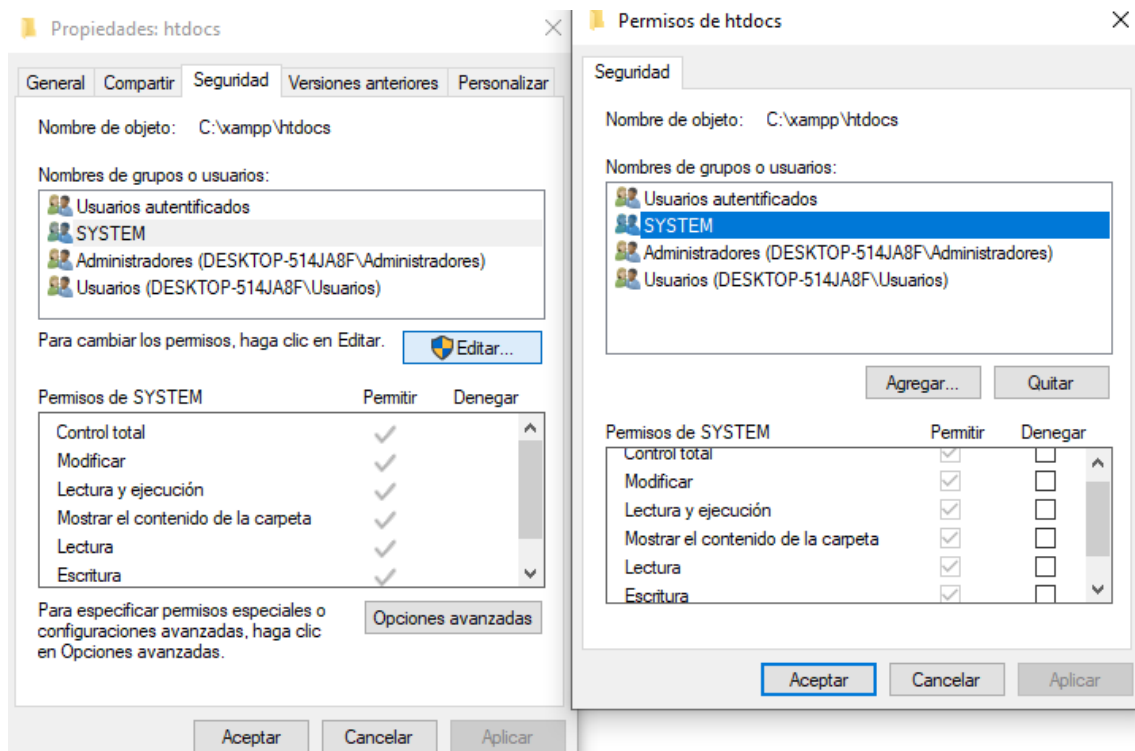 Propiedades: htdocs
General Compartir Seguridad Versiones anteriores Personalizar
Nombre de objeto: C:\xampp\htdocs
Nombres de grupos o usuarios:
Usuarios autentificados
SYSTEM
Administradores (DESKTOP-514JA8F\Administradores)
Usuarios (DESKTOP-514JA8F\Usuarios)
Para cambiar los permisos, haga clic en Editar.
Editar...
Permisos de SYSTEM Permitir Denegar
Control total
Modificar
Lectura y ejecución
Mostrar el contenido de la carpeta
Lectura
Escritura
Para especificar permisos especiales o
configuraciones avanzadas, haga clic
en Opciones avanzadas.
Opciones avanzadas
Aceptar Cancelar Aplicar
Permisos de htdocs
Seguridad
Nombre de objeto: C:\xampp\htdocs
Nombres de grupos o usuarios:
Usuarios autentificados
SYSTEM
Administradores (DESKTOP-514JA8F\Administradores)
Usuarios (DESKTOP-514JA8F\Usuarios)
Agregar... Quitar
Permisos de SYSTEM Permitir Denegar
Control total
Modificar
Lectura y ejecución
Mostrar el contenido de la carpeta
Lectura
Escritura
Aceptar Cancelar Aplicar